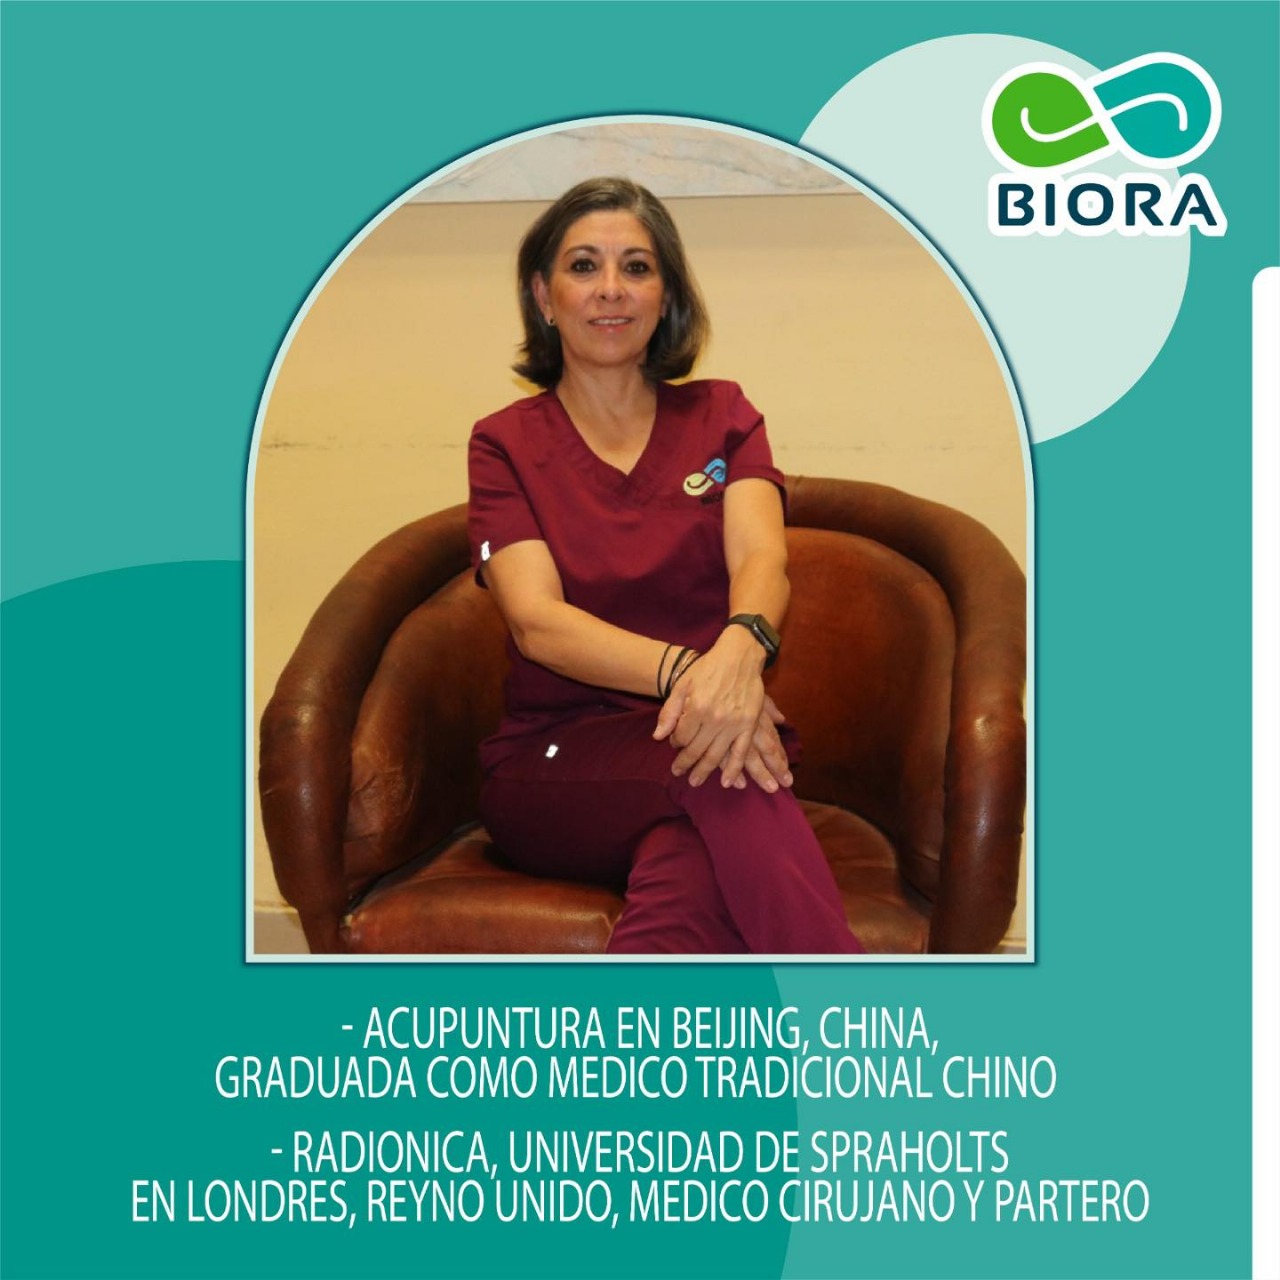 BIORA
- ACUPUNTURA EN BEIJING, CHINA,
GRADUADA COMO MEDICO TRADICIONAL CHINO
- RADIONICA, UNIVERSIDAD DE SPRAHOLTS
EN LONDRES, REYNO UNIDO, MEDICO CIRUJANO Y PARTERO